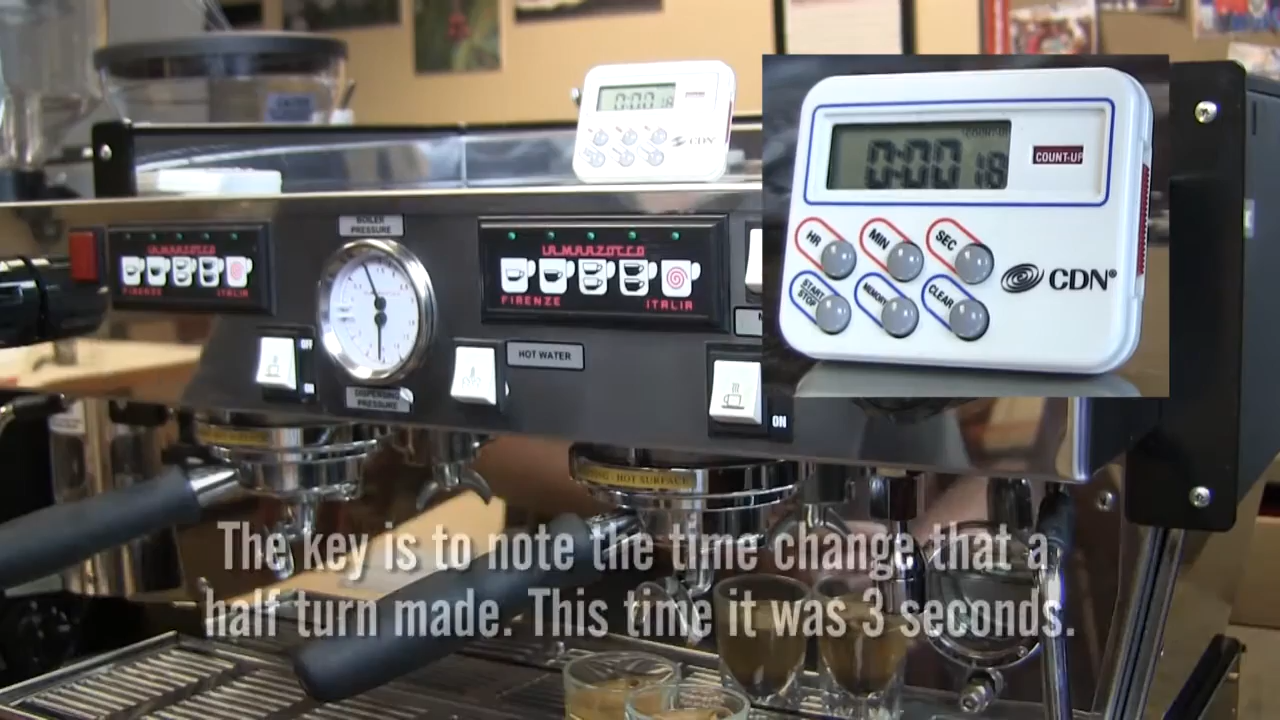 0:00 18
CDN
0:00 18
COUNT-UP
HR
MIN
SEC
CDN®
START
STOP
MEMORY
CLEAR
BOILER
PRESSURE
LA MARZOCCO
FIRENZE ITALIA
LA MARZOCCO
FIRENZE ITALIA
OFF
ON
HOT WATER
DISPENSING
PRESSURE
ON
HOT SURFACE
The key is to note the time change that a
half turn made. This time it was 3 seconds.